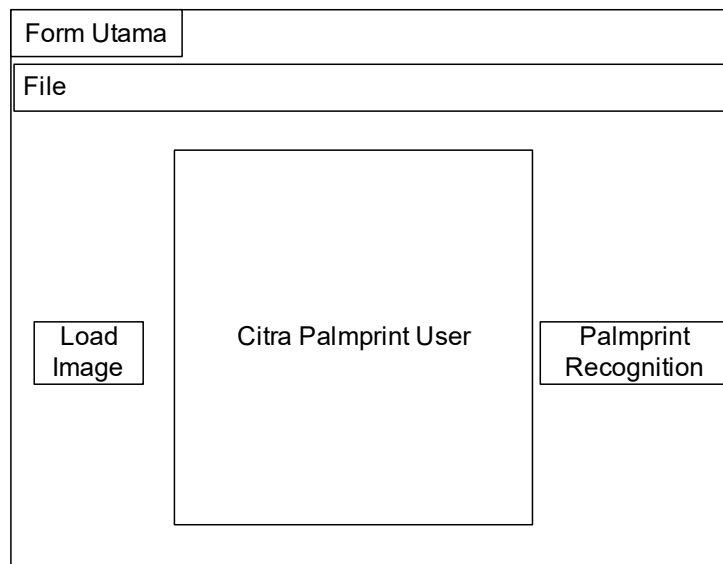 Form Utama
File
Load
Image
Citra Palmprint User
Palmprint
Recognition